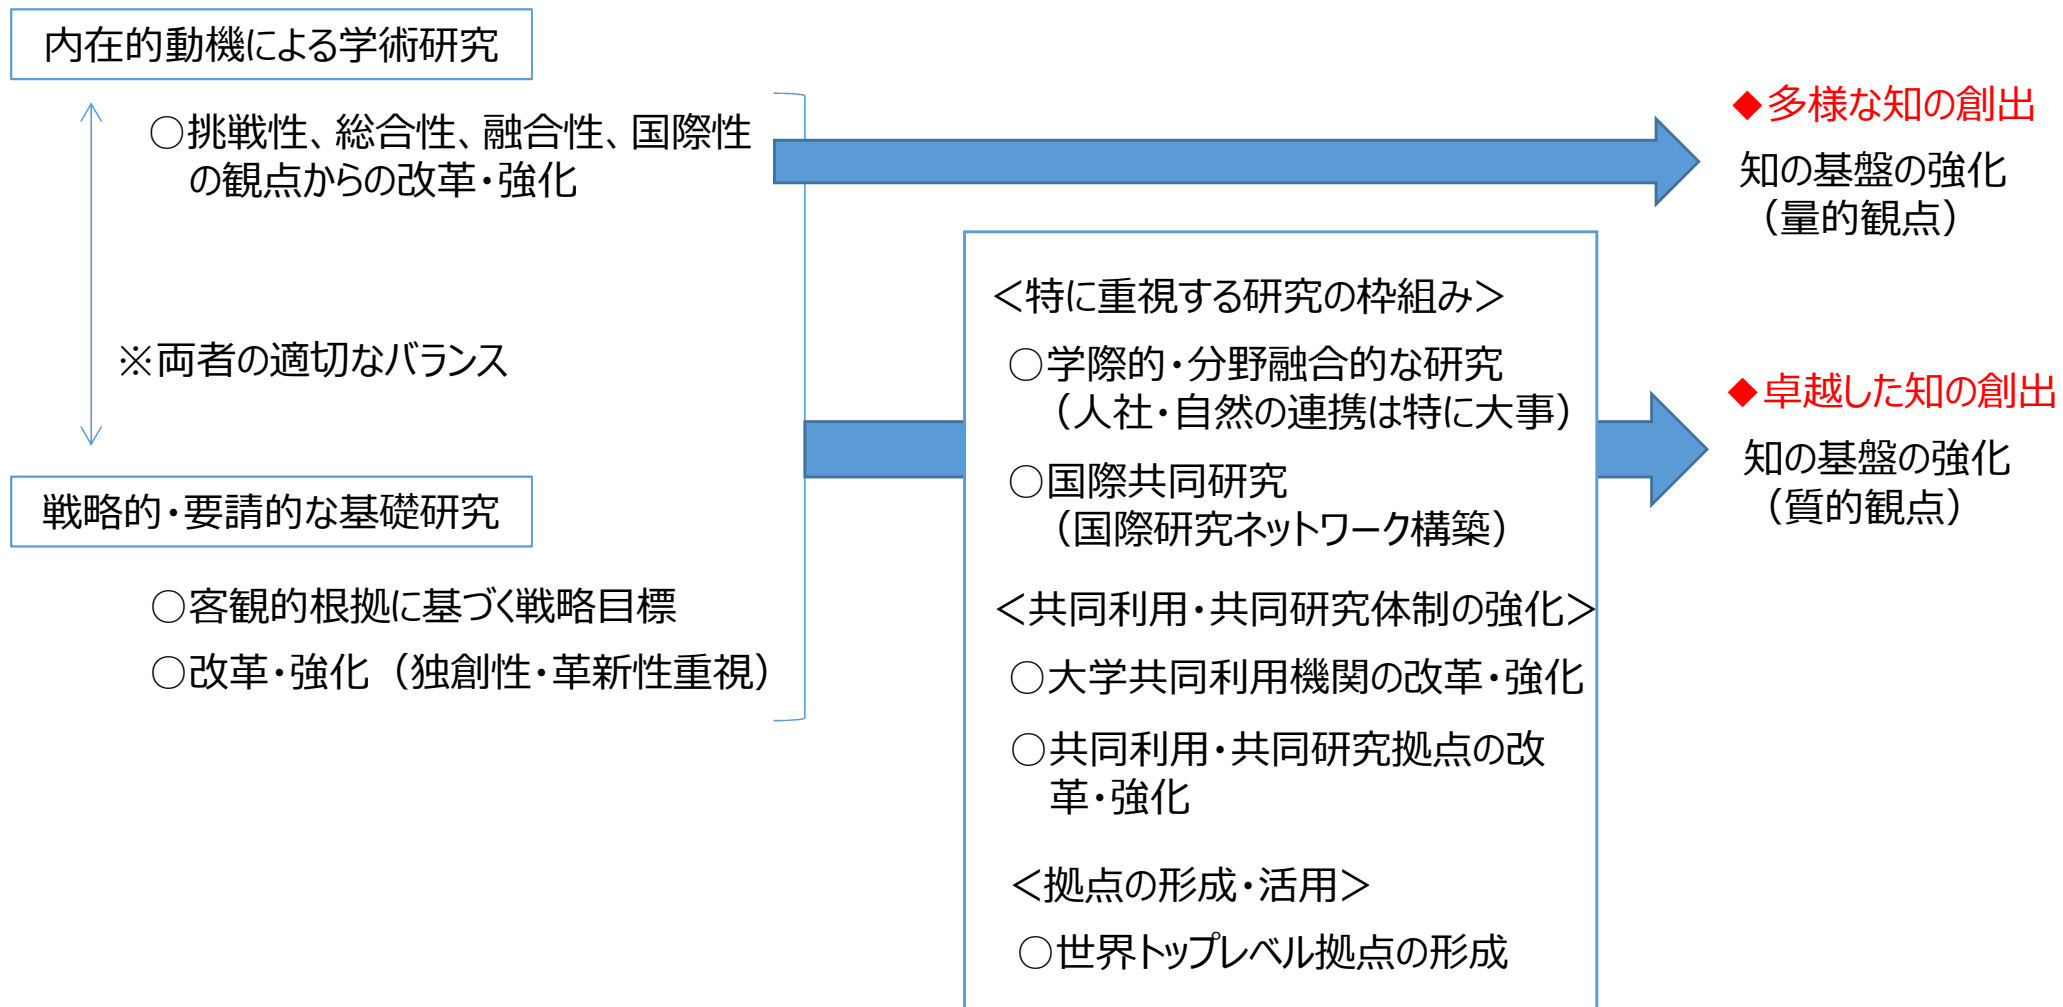 内在的動機による学術研究
○挑戦性、総合性、融合性、国際性
の観点からの改革・強化
※両者の適切なバランス
戦略的・要請的な基礎研究
○客観的根拠に基づく戦略目標
○改革・強化（独創性・革新性重視）
＜特に重視する研究の枠組み＞
○学際的・分野融合的な研究
（人社・自然の連携は特に大事）
○国際共同研究
（国際研究ネットワーク構築）
＜共同利用・共同研究体制の強化＞
○大学共同利用機関の改革・強化
○共同利用・共同研究拠点の改
革・強化
＜拠点の形成・活用＞
○世界トップレベル拠点の形成
◆多様な知の創出
知の基盤の強化
（量的観点）
◆卓越した知の創出
知の基盤の強化
（質的観点）